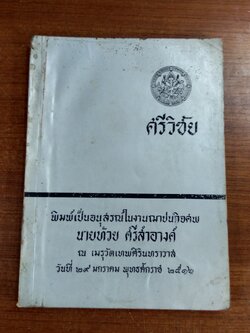 ศรีวิชัย
พิมพ์เป็นอนุสรณ์ในงานฌาปนกิจศพ
นายห้วย ศรีสำอางค์
ณ เมรุวัดเทพศิรินทราวาส
วันที่ ๒๙ มกราคม พุทธศักราช ๒๕๑๖